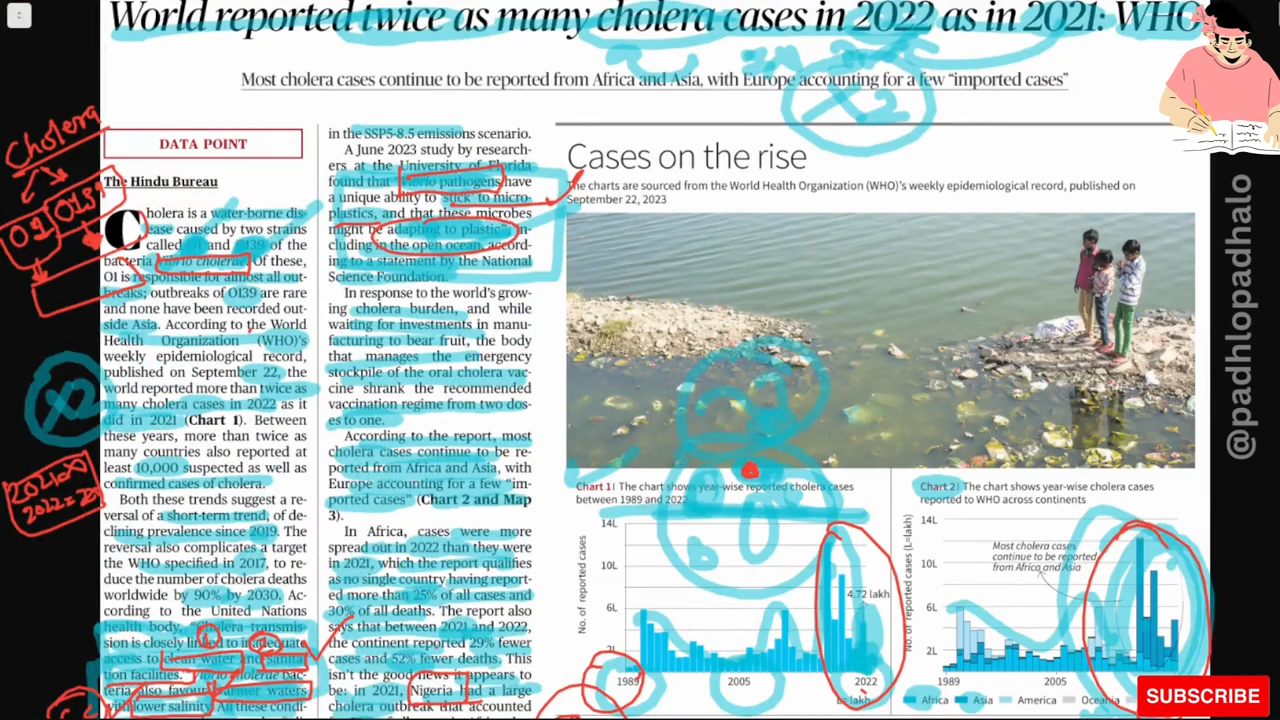 World reported twice as many cholera cases in 2022 as in 2021: WHO
Most cholera cases continue to be reported from Africa and Asia, with Europe accounting for a few “imported cases”
DATA POINT
The Hindu Bureau
Cholera is a water-borne dis-
ease caused by two strains
called O1 and O139 of the
bacteria Vibrio cholerae. Of these,
O1 is responsible for almost all out-
breaks; outbreaks of O139 are rare
and none have been recorded out-
side Asia. According to the World
Health Organization (WHO)’s
weekly epidemiological record,
published on September 22, the
world reported more than twice as
many cholera cases in 2022 as it
did in 2021 (Chart 1). Between
these years, more than twice as
many countries also reported at
least 10,000 suspected as well as
confirmed cases of cholera.
Both these trends suggest a re-
versal of a short-term trend, of de-
clining prevalence since 2019. The
reversal also complicates a target
the WHO specified in 2017, to re-
duce the number of cholera deaths
worldwide by 90% by 2030. Ac-
cording to the United Nations
health body, “Cholera transmis-
sion is closely linked to inadequate
access to clean water and sanita-
tion facilities.” Vibrio cholerae bac-
teria also favour warmer waters
with lower salinity. All these condi-
in the SSP5-8.5 emissions scenario.
A June 2023 study by research-
ers at the University of Florida
found that “Vibrio pathogens have
a unique ability to ‘stick’ to micro-
plastics, and that these microbes
might be adapting to plastic”, in-
cluding in the open ocean, accord-
ing to a statement by the National
Science Foundation.
In response to the world’s grow-
ing cholera burden, and while
waiting for investments in manu-
facturing to bear fruit, the body
that manages the emergency
stockpile of the oral cholera vac-
cine shrank the recommended
vaccination regime from two dos-
es to one.
According to the report, most
cholera cases continue to be re-
ported from Africa and Asia, with
Europe accounting for a few “im-
ported cases” (Chart 2 and Map
3).
In Africa, cases were more
spread out in 2022 than they were
in 2021, which the report qualifies
as no single country having report-
ed more than 25% of all cases and
30% of all deaths. The report also
says that between 2021 and 2022,
the continent reported 29% fewer
cases and 52% fewer deaths. This
isn’t the good news it appears to
be: in 2021, Nigeria had a large
cholera outbreak that accounted
Cases on the rise
The charts are sourced from the World Health Organization (WHO)’s weekly epidemiological record, published on
September 22, 2023
Chart 1| The chart shows year-wise reported cholera cases
between 1989 and 2022
No. of reported cases
14L
10L
6L
2L
4.72 lakh
1989
2005
2022
Chart 2| The chart shows year-wise cholera cases
reported to WHO across continents
No. of reported cases (L=lakh)
14L
10L
6L
2L
Most cholera cases
continue to be reported
from Africa and Asia
1989
2005
Africa
Asia
America
Oceania
Cholera
O1
O139
x2
x2
@padhlopadhalo
SUBSCRIBE